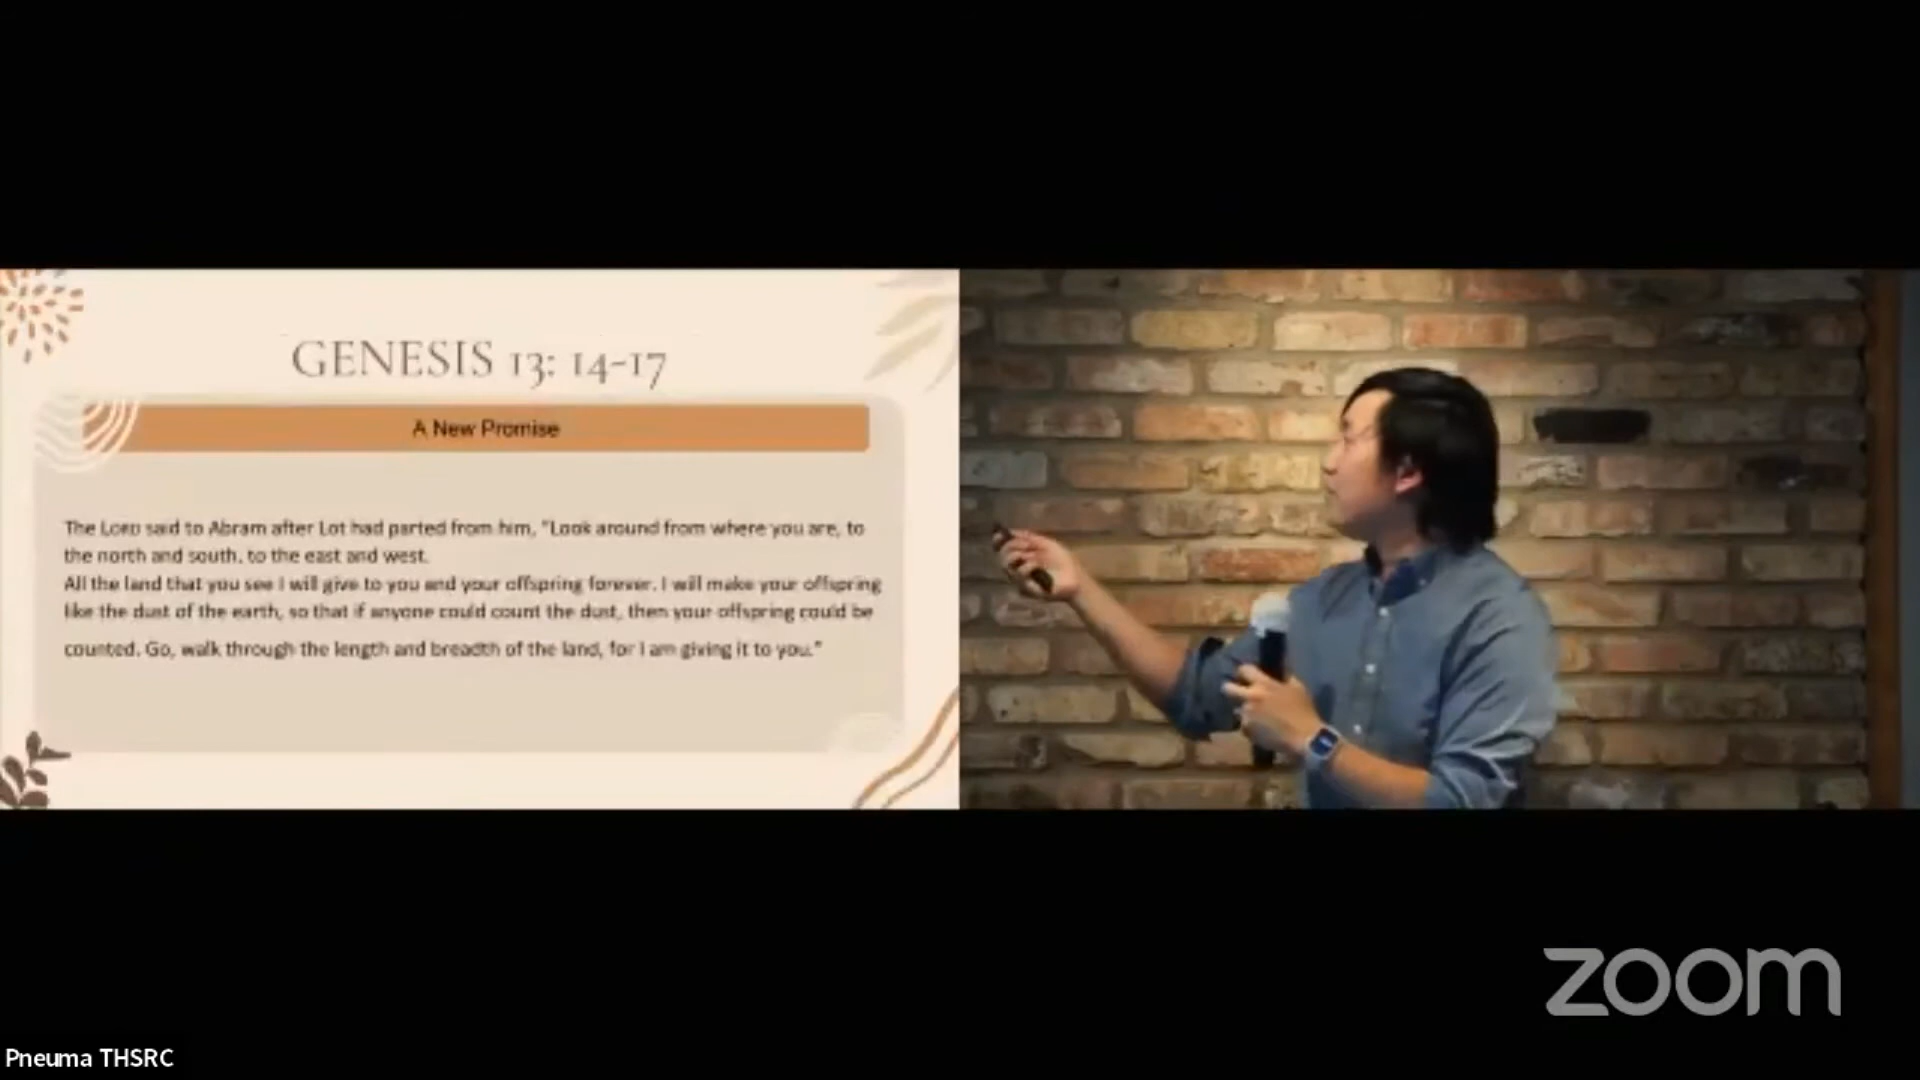 GENESIS 13: 14-17
A New Promise
The LORD said to Abram after Lot had parted from him, "Look around from where you are, to
the north and south, to the east and west.
All the land that you see I will give to you and your offspring forever. I will make your offspring
like the dust of the earth, so that if anyone could count the dust, then your offspring could be
counted. Go, walk through the length and breadth of the land, for I am giving it to you."
zoom
Pneuma THSRC